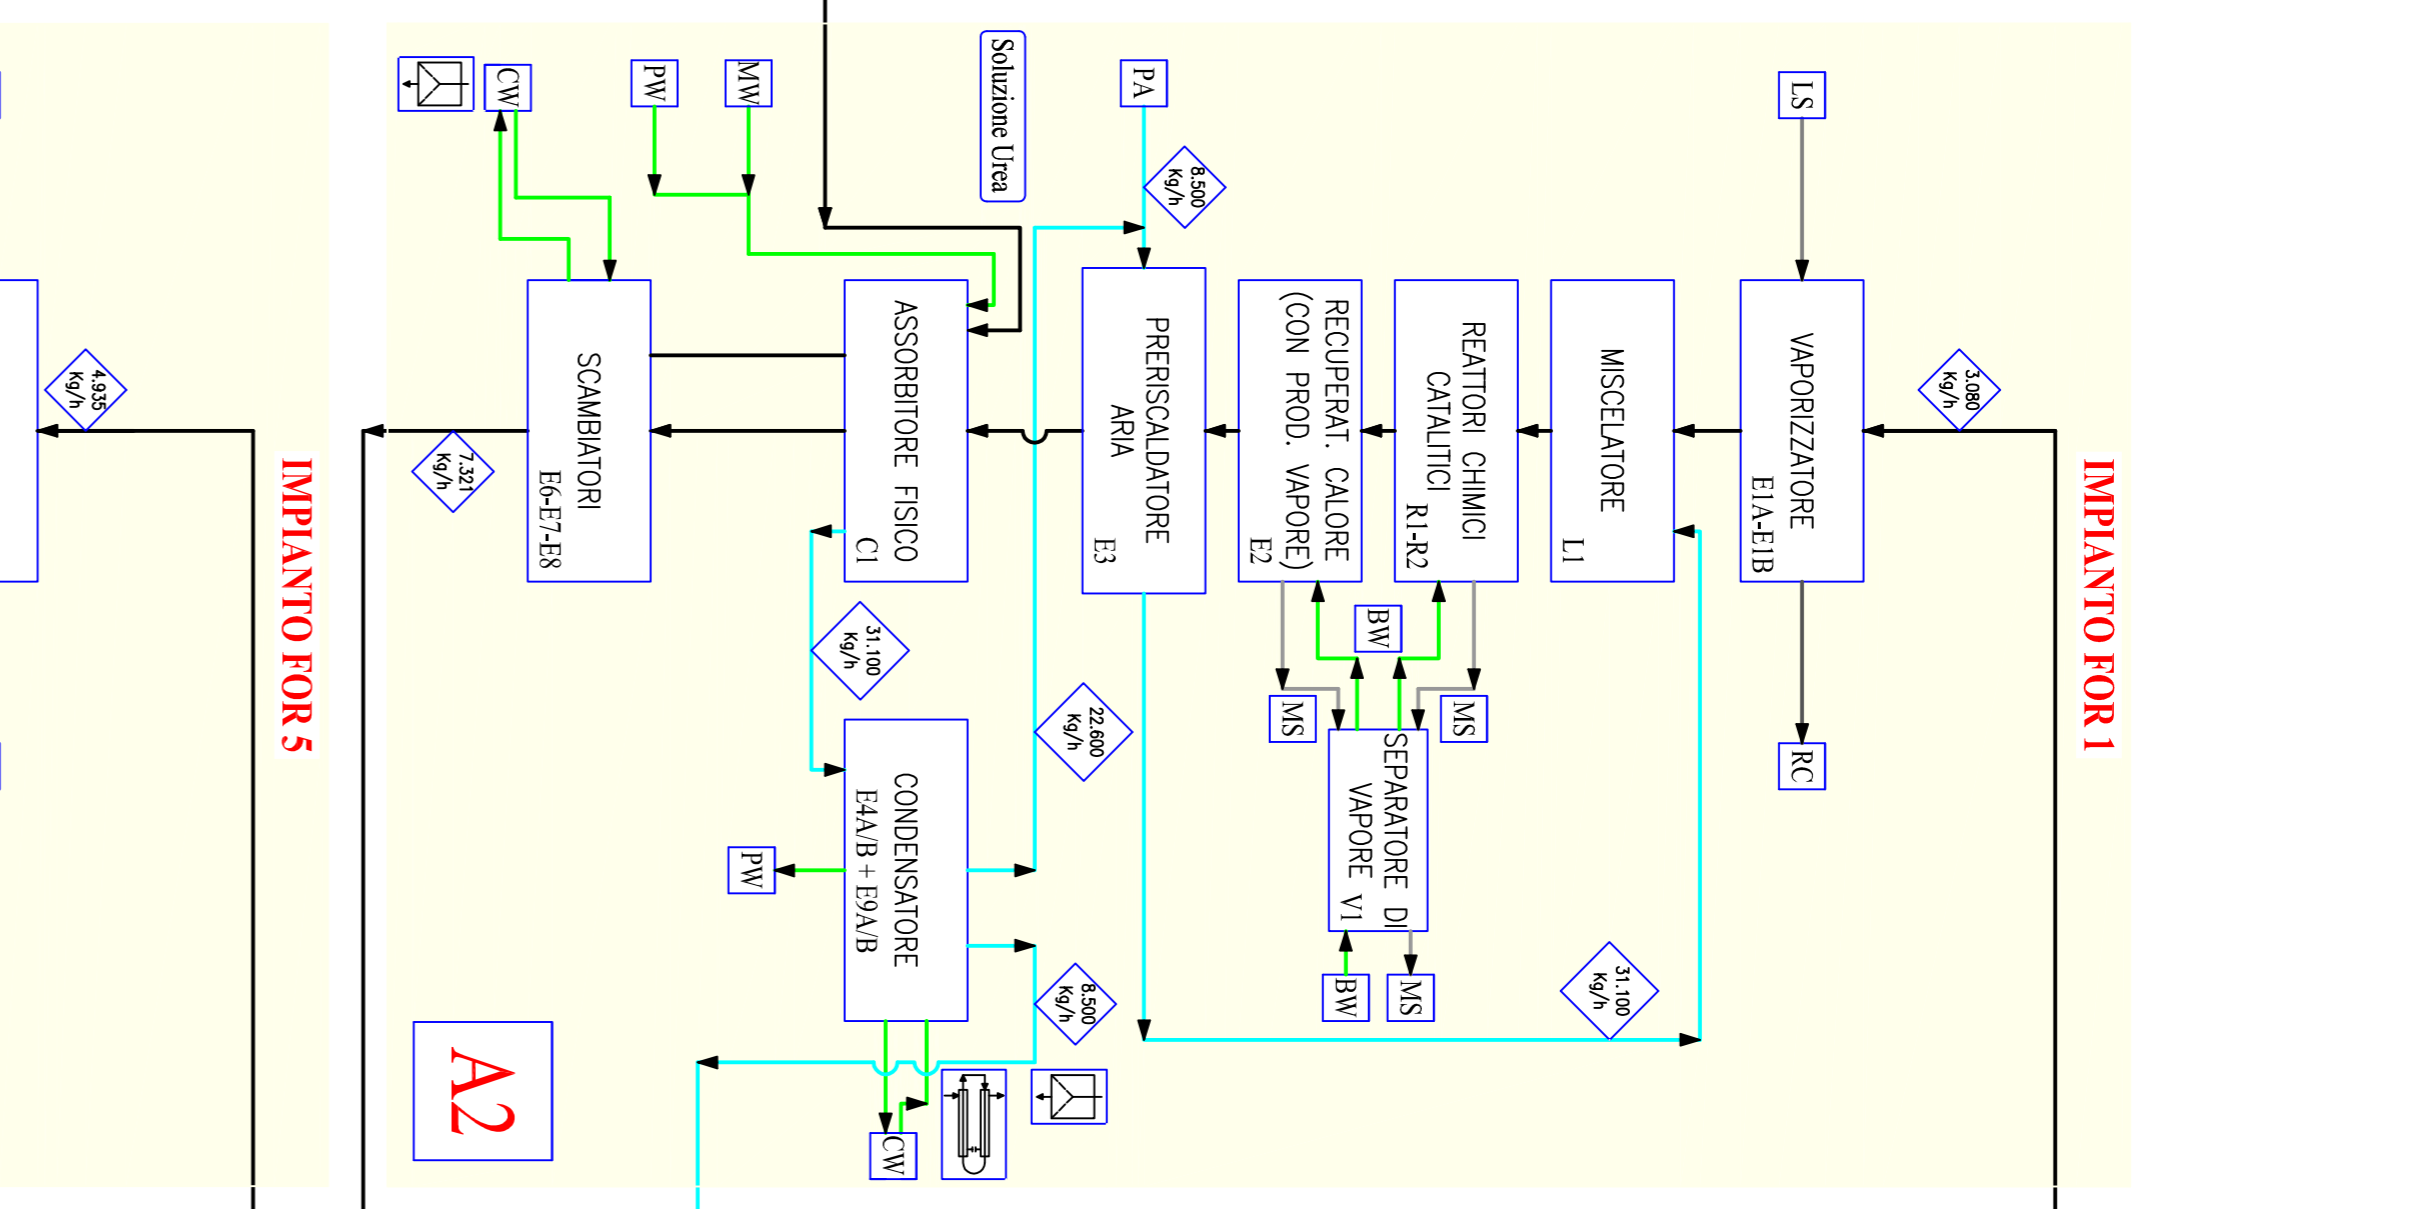 IMPIANTO FOR 1
3.080
Kg/h
LS
VAPORIZZATORE
E1A-E1B
RC
MISCELATORE
L1
31.100
Kg/h
REATTORI CHIMICI
CATALITICI
R1-R2
MS
BW
MS
SEPARATORE DI
VAPORE V1
MS
BW
RECUPERAT. CALORE
(CON PROD. VAPORE)
E2
PA
8.500
Kg/h
PRERISCALDATORE
ARIA
E3
22.600
Kg/h
8.500
Kg/h
Soluzione Urea
ASSORBITORE FISICO
C1
31.100
Kg/h
CONDENSATORE
E4A/B + E9A/B
CW
PW
MW
PW
CW
SCAMBIATORI
E6-E7-E8
7.321
Kg/h
A2
IMPIANTO FOR 5
4.935
Kg/h